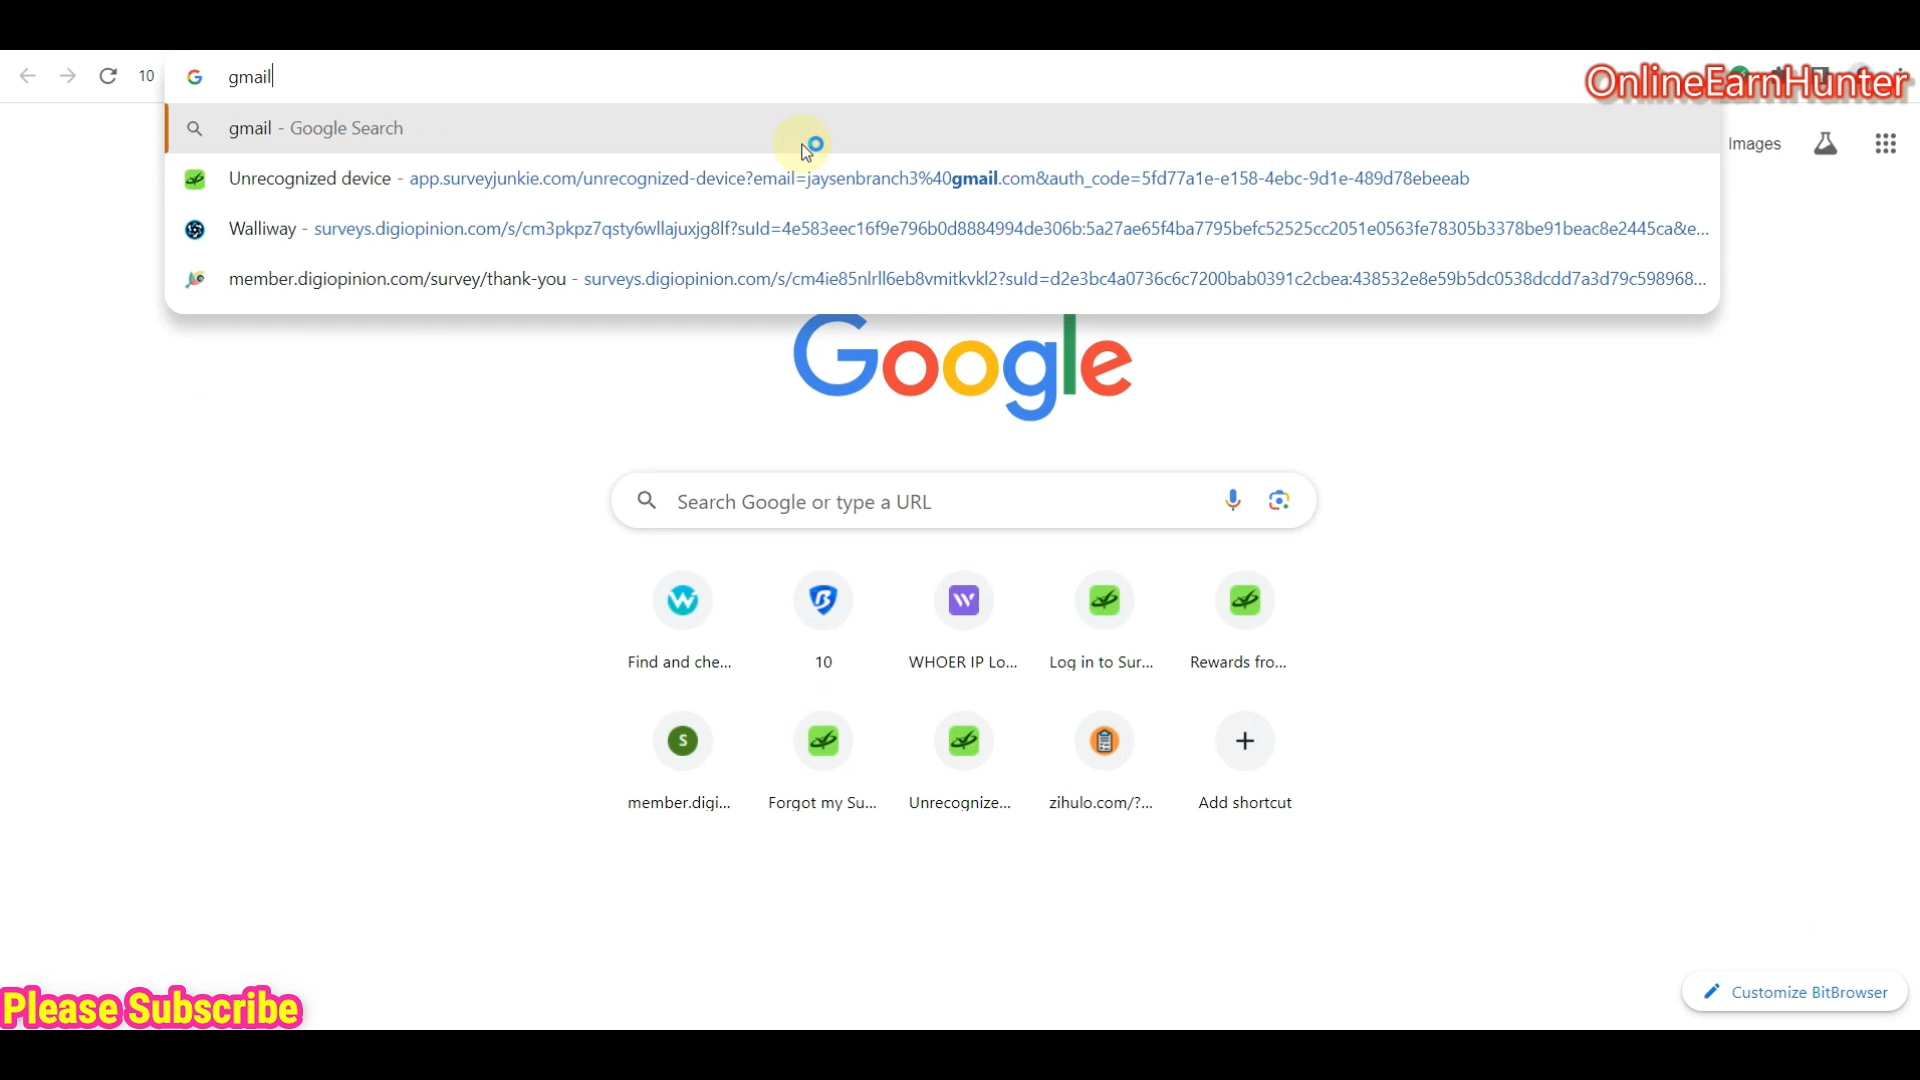 10
gmail
OnlineEarnHunter
gmail - Google Search
Images
Unrecognized device - app.surveyjunkie.com/unrecognized-device?email=jaysenbranch3%40gmail.com&auth_code=5fd77a1e-e158-4ebc-9d1e-489d78ebeeab
Walliway - surveys.digiopinion.com/s/cm3pkpz7qsty6wllajuxjg8lf?suId=4e583eec16f9e796b0d8884994de306b:5a27ae65f4ba7795befc52525cc2051e0563fe78305b3378be91beac8e2445ca&e...
member.digiopinion.com/survey/thank-you - surveys.digiopinion.com/s/cm4ie85nlrll6eb8vmitkvkl2?suId=d2e3bc4a0736c6c7200bab0391c2cbea:438532e8e59b5dc0538dcdd7a3d79c598968...
Google
Search Google or type a URL
Find and che...
10
WHOER IP Lo...
Log in to Sur...
Rewards fro...
S
member.digi...
Forgot my Su...
Unrecognize...
zihulo.com/?...
Add shortcut
Customize BitBrowser
Please Subscribe